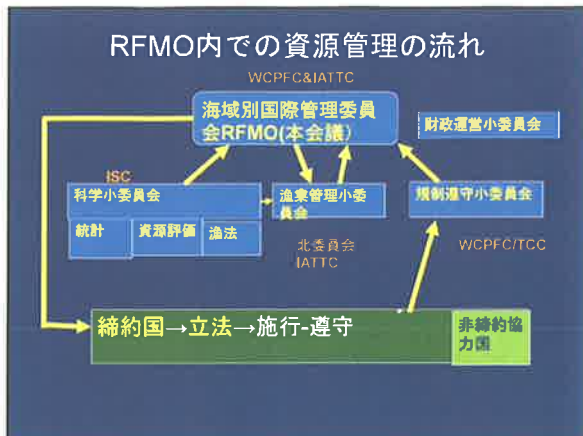 RFMO内での資源管理の流れ
WCPFC&IATTC
海域別国際管理委員
会RFMO(本会議)
財政運営小委員会
ISC
科学小委員会
漁業管理小委
員会
規制遵守小委員会
統計
資源評価
漁法
北委員会
IATTC
WCPFC/TCC
締約国→立法→施行-遵守
非締約協
力国